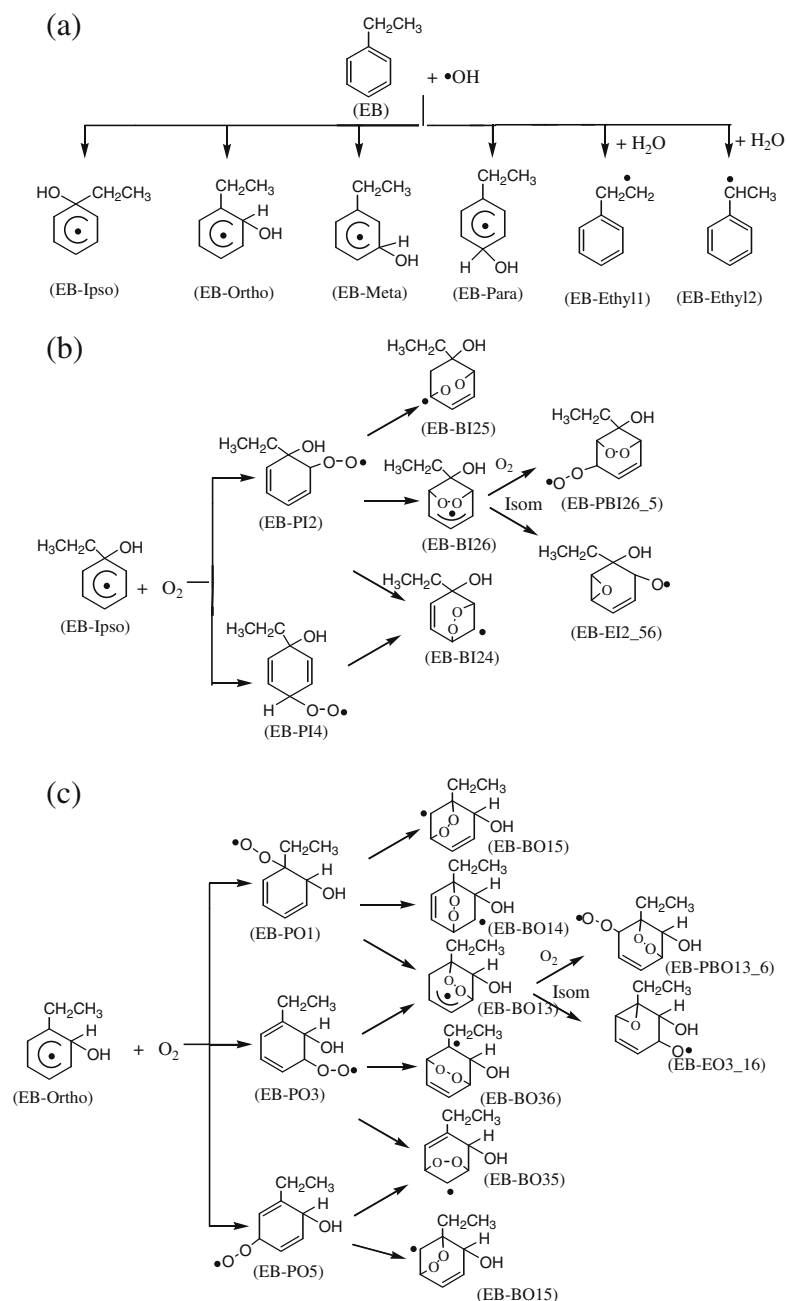 (a)
CH₂CH₃
(EB)
+ •OH
+ H₂O
+ H₂O
HO CH₂CH₃
(EB-Ipso)
CH₂CH₃
H
OH
(EB-Ortho)
CH₂CH₃
H
OH
(EB-Meta)
CH₂CH₃
H OH
(EB-Para)
CH₂CH₂
(EB-Ethyl1)
CHCH₃
(EB-Ethyl2)
(b)
H₃CH₂C OH
(EB-Ipso)
+ O₂
H₃CH₂C OH
O-O•
(EB-PI2)
H₃CH₂C OH
H O-O•
(EB-PI4)
H₃CH₂C OH
O O
(EB-BI25)
H₃CH₂C OH
O·O
(EB-BI26)
H₃CH₂C OH
O O
(EB-BI24)
O₂
Isom
H₃CH₂C OH
O·O
•O-O
(EB-PBI26_5)
H₃CH₂C OH
O
O•
(EB-EI2_56)
(c)
CH₂CH₃
H
OH
(EB-Ortho)
+ O₂
•O-O CH₂CH₃
H
OH
(EB-PO1)
CH₂CH₃
H
OH
O-O•
(EB-PO3)
CH₂CH₃
H
OH
•O-O
(EB-PO5)
CH₂CH₃
H
OH
O O
(EB-BO15)
CH₂CH₃
H
OH
O O
(EB-BO14)
CH₂CH₃
H
OH
O O
(EB-BO13)
CH₂CH₃
H
OH
O-O
(EB-BO36)
CH₂CH₃
H
OH
O-O
(EB-BO35)
CH₂CH₃
H
OH
O O
(EB-BO15)
O₂
Isom
•O-O CH₂CH₃
H
OH
O O
(EB-PBO13_6)
CH₂CH₃
H
OH
O
O•
(EB-EO3_16)